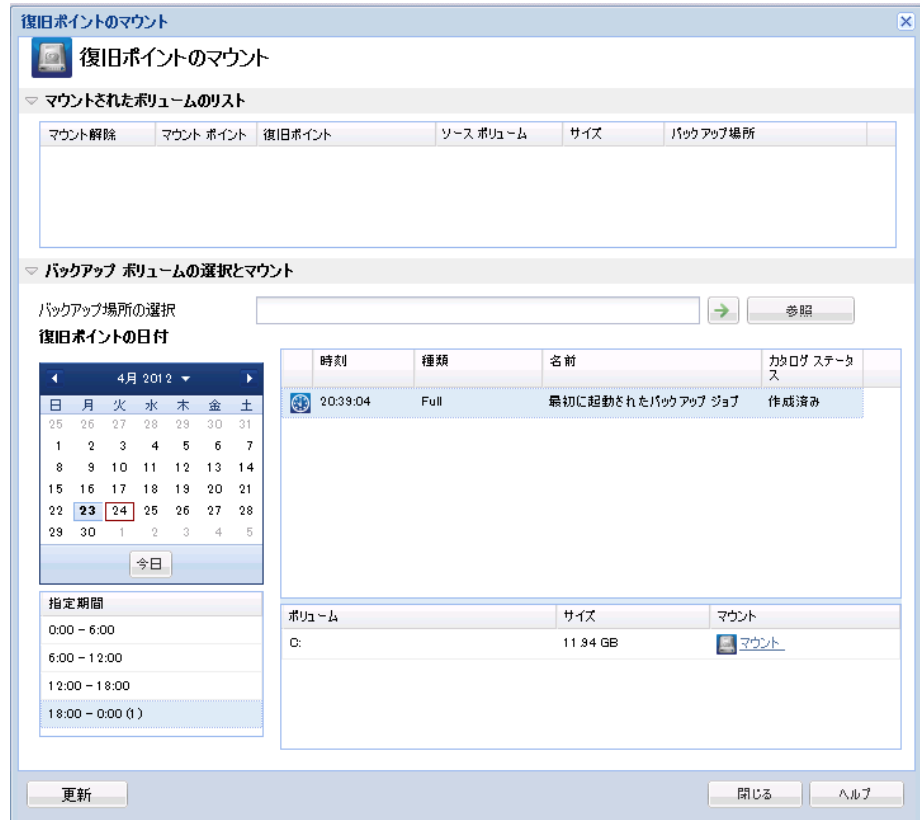 復旧ポイントのマウント
復旧ポイントのマウント
マウントされたボリュームのリスト
マウント解除 マウント ポイント 復旧ポイント ソース ボリューム サイズ バックアップ場所
バックアップ ボリュームの選択とマウント
バックアップ場所の選択 参照
復旧ポイントの日付
4月 2012
日 月 火 水 木 金 土
25 26 27 28 29 30 31
1 2 3 4 5 6 7
8 9 10 11 12 13 14
15 16 17 18 19 20 21
22 23 24 25 26 27 28
29 30 1 2 3 4 5
今日
時刻 種類 名前 カタログ ステータ
ス
20:39:04 Full 最初に起動されたバックアップ ジョブ 作成済み
指定期間
0:00 - 6:00
6:00 - 12:00
12:00 - 18:00
18:00 - 0:00 (1)
ボリューム サイズ マウント
C: 11.94 GB マウント
更新 閉じる ヘルプ